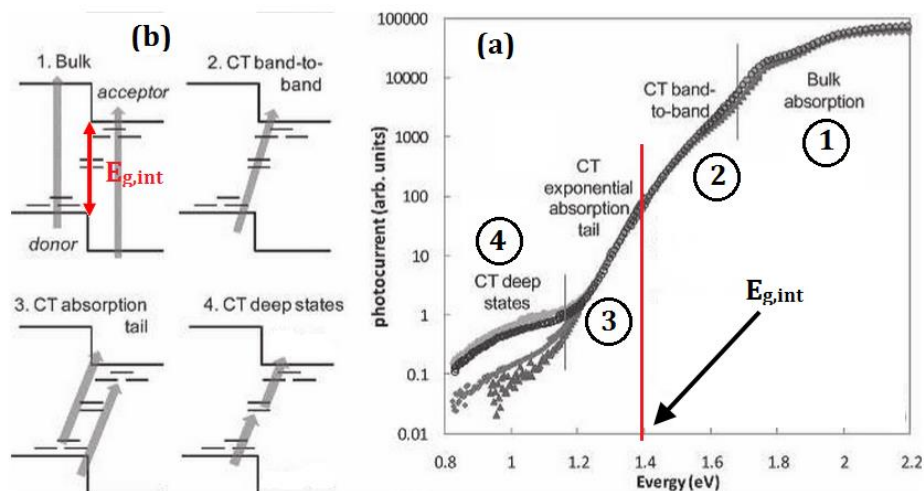 (b)
1. Bulk
acceptor
E_g,int
donor
2. CT band-to-
band
3. CT absorption
tail
4. CT deep states
(a)
100000
10000
1000
100
10
1
0.1
0.01
photocurrent (arb. units)
CT band-
to-band
Bulk
absorption
1
2
CT
exponential
absorption
tail
4
CT deep
states
3
E_g,int
0.8
1
1.2
1.4
1.6
1.8
2
2.2
Evergy (eV)